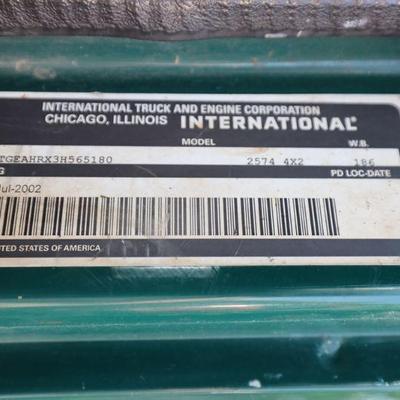 INTERNATIONAL TRUCK AND ENGINE CORPORATION
CHICAGO, ILLINOIS INTERNATIONAL
MODEL W.B.
TGEAHRX3H565180 2574 4X2 186
G PD LOC-DATE
Jul-2002
UNITED STATES OF AMERICA